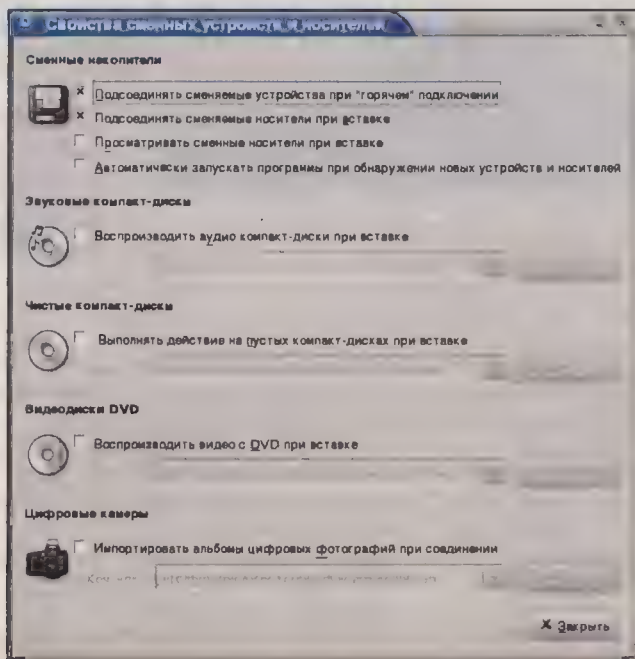 Свойства сменных устройств и носителей
Сменные накопители
Подсоединять сменяемые устройства при "горячем" подключении
Подсоединять сменяемые носители при вставке
Просматривать сменные носители при вставке
Автоматически запускать программы при обнаружении новых устройств и носителей
Звуковые компакт-диски
Воспроизводить аудио компакт-диски при вставке
Чистые компакт-диски
Выполнять действие на пустых компакт-дисках при вставке
Видеодиски DVD
Воспроизводить видео с DVD при вставке
Цифровые камеры
Импортировать альбомы цифровых фотографий при соединении
Закрыть